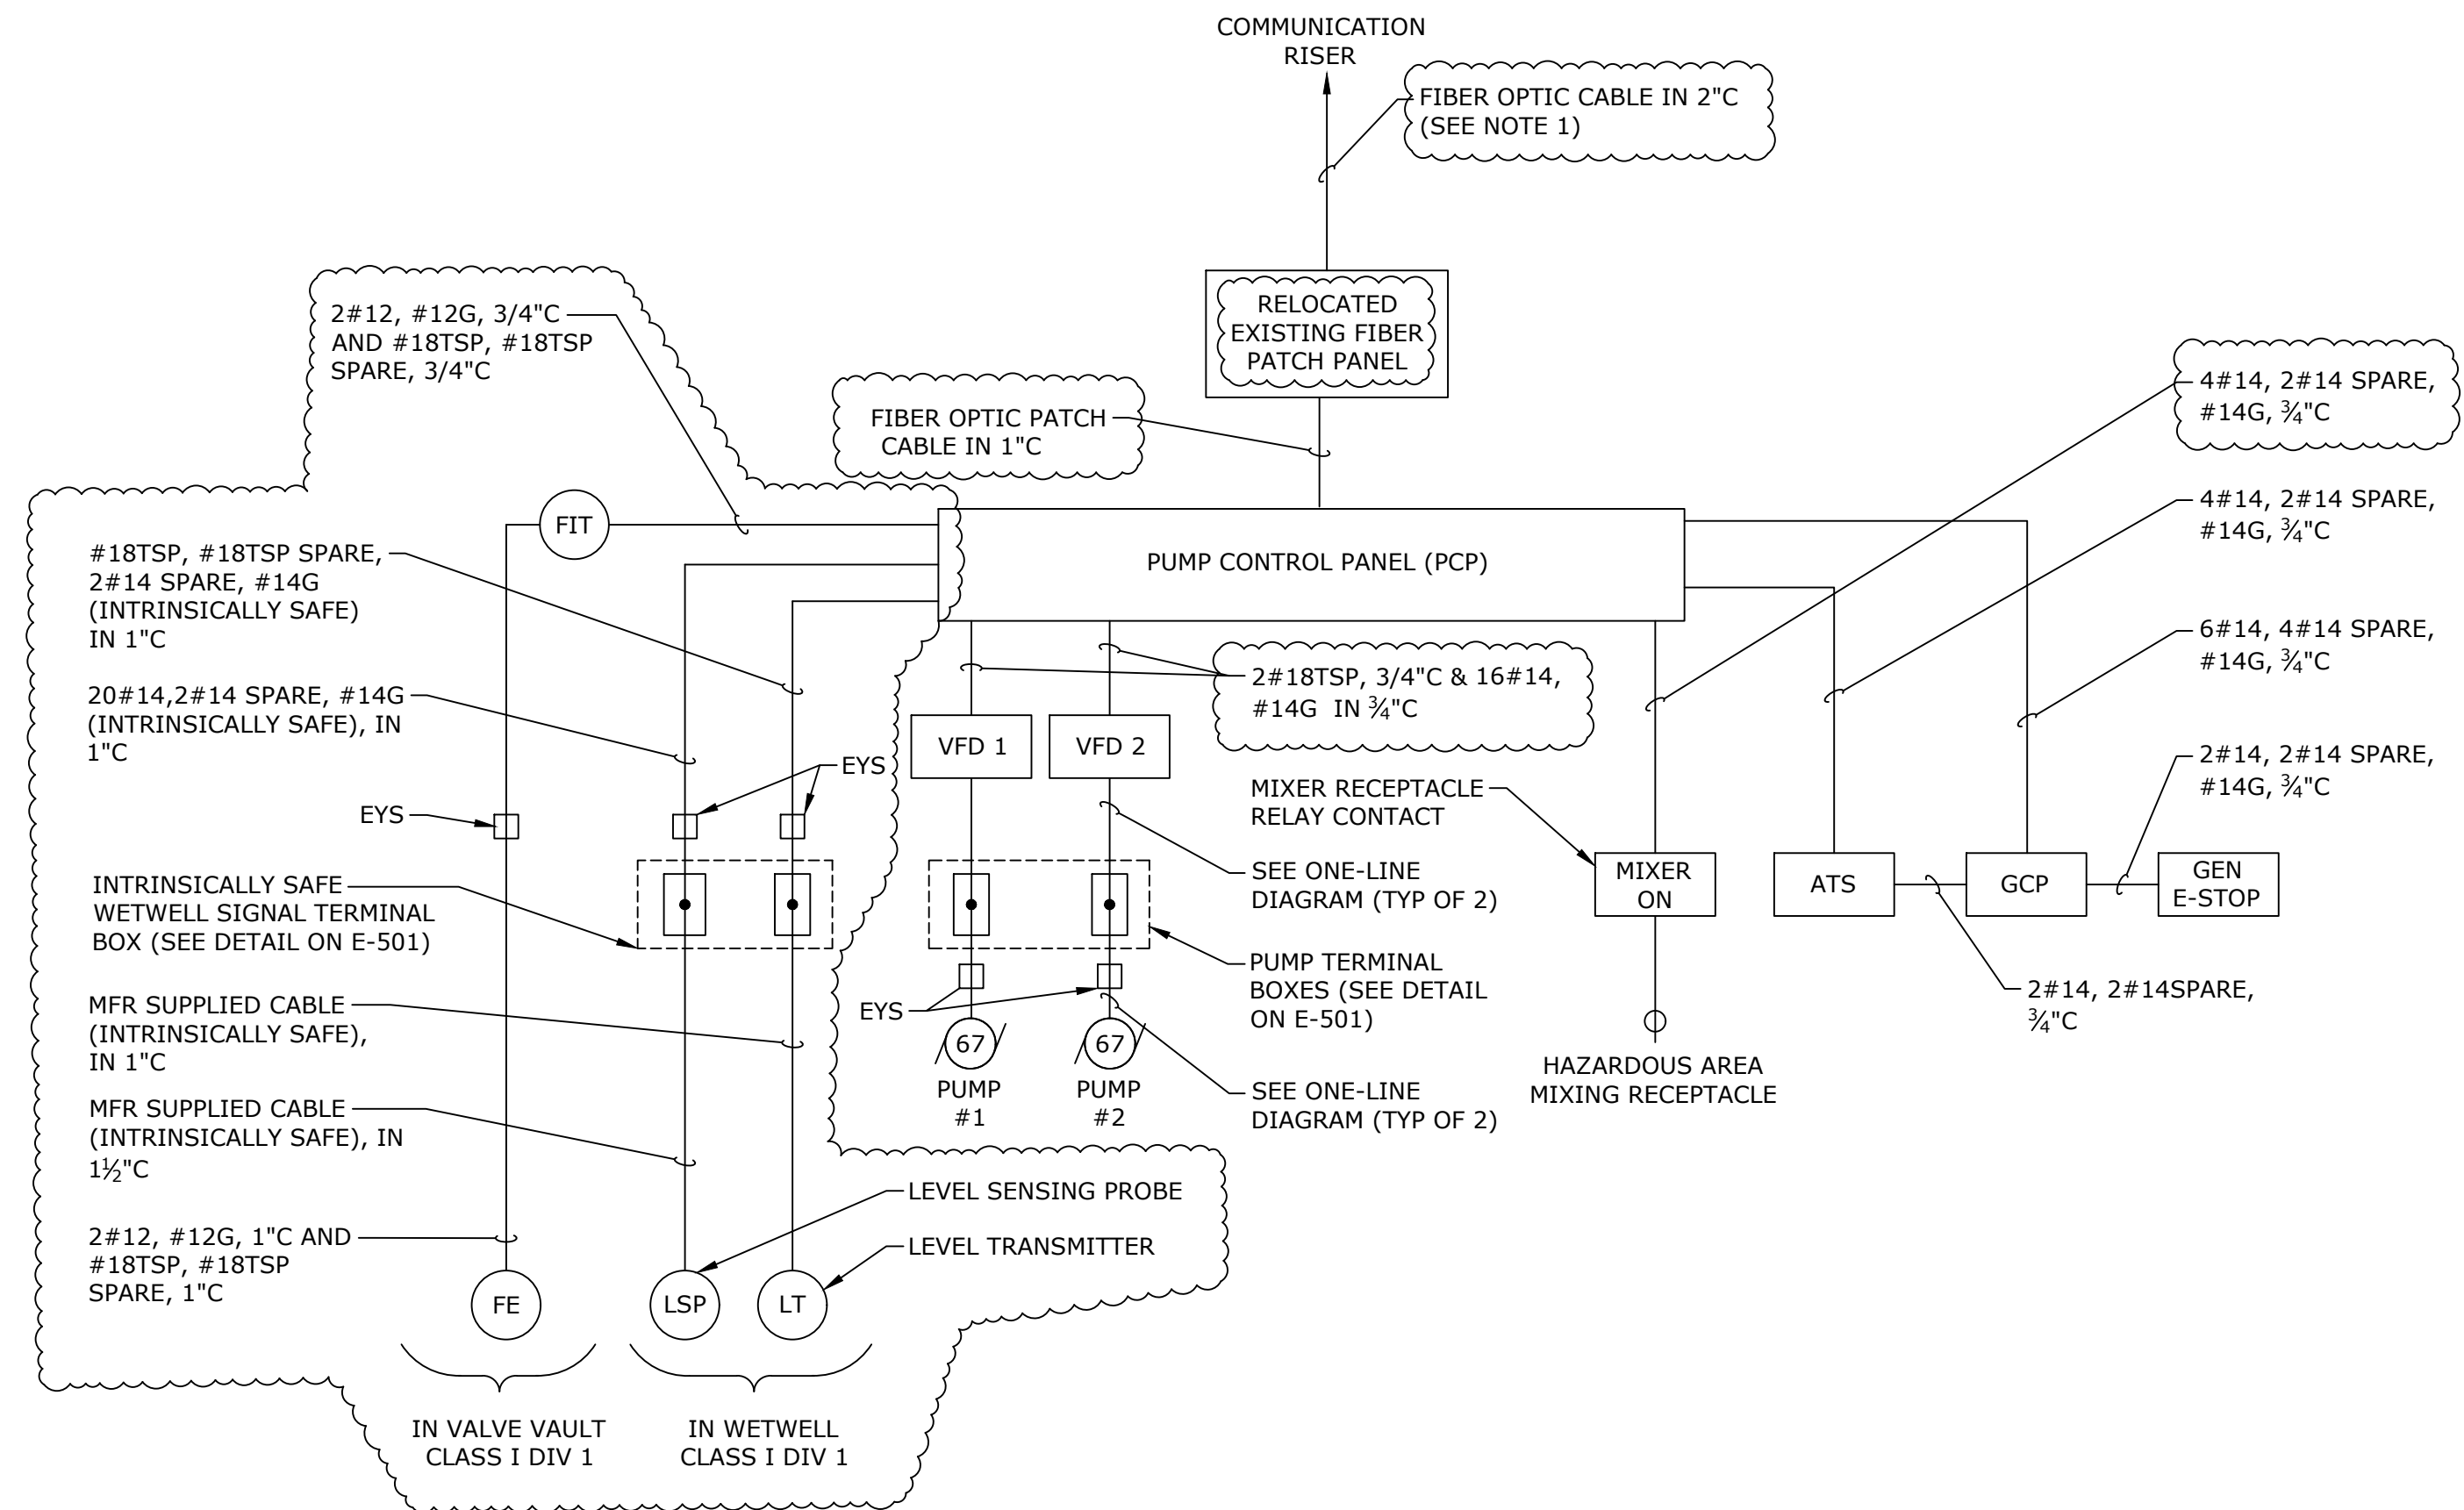 COMMUNICATION
RISER
FIBER OPTIC CABLE IN 2"C
(SEE NOTE 1)
RELOCATED
EXISTING FIBER
PATCH PANEL
2#12, #12G, 3/4"C
AND #18TSP, #18TSP
SPARE, 3/4"C
FIBER OPTIC PATCH
CABLE IN 1"C
4#14, 2#14 SPARE,
#14G, ¾"C
4#14, 2#14 SPARE,
#14G, ¾"C
6#14, 4#14 SPARE,
#14G, ¾"C
2#14, 2#14 SPARE,
#14G, ¾"C
FIT
PUMP CONTROL PANEL (PCP)
#18TSP, #18TSP SPARE,
2#14 SPARE, #14G
(INTRINSICALLY SAFE)
IN 1"C
20#14,2#14 SPARE, #14G
(INTRINSICALLY SAFE), IN
1"C
2#18TSP, 3/4"C & 16#14,
#14G IN ¾"C
VFD 1
VFD 2
EYS
EYS
MIXER RECEPTACLE
RELAY CONTACT
SEE ONE-LINE
DIAGRAM (TYP OF 2)
MIXER
ON
ATS
GCP
GEN
E-STOP
INTRINSICALLY SAFE
WETWELL SIGNAL TERMINAL
BOX (SEE DETAIL ON E-501)
PUMP TERMINAL
BOXES (SEE DETAIL
ON E-501)
2#14, 2#14SPARE,
¾"C
MFR SUPPLIED CABLE
(INTRINSICALLY SAFE),
IN 1"C
EYS
67
67
PUMP
#1
PUMP
#2
HAZARDOUS AREA
MIXING RECEPTACLE
SEE ONE-LINE
DIAGRAM (TYP OF 2)
MFR SUPPLIED CABLE
(INTRINSICALLY SAFE), IN
1½"C
LEVEL SENSING PROBE
LEVEL TRANSMITTER
2#12, #12G, 1"C AND
#18TSP, #18TSP
SPARE, 1"C
FE
LSP
LT
IN VALVE VAULT
CLASS I DIV 1
IN WETWELL
CLASS I DIV 1